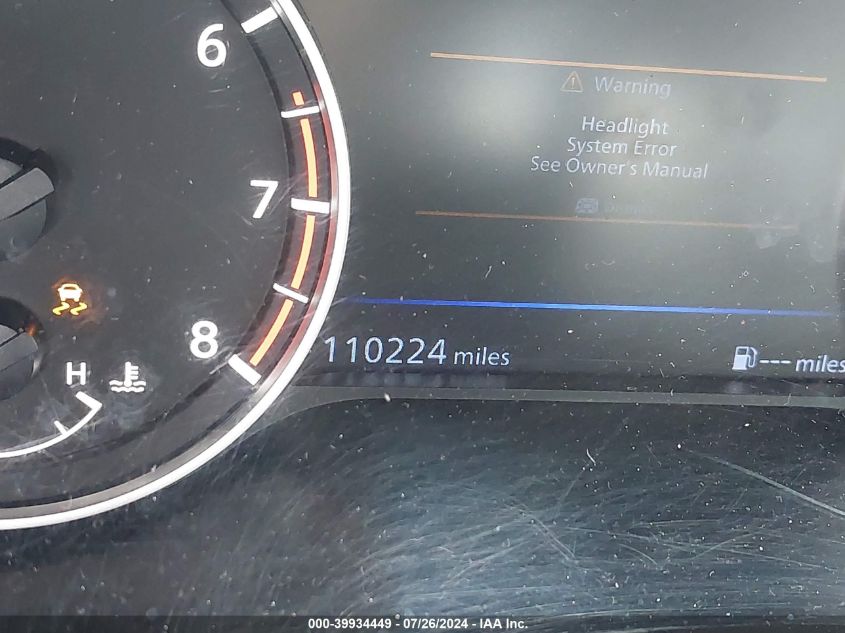 6
Warning
Headlight
System Error
See Owner's Manual
7
8
110224 miles
--- miles
H
000-39934449 - 07/26/2024 - IAA Inc.